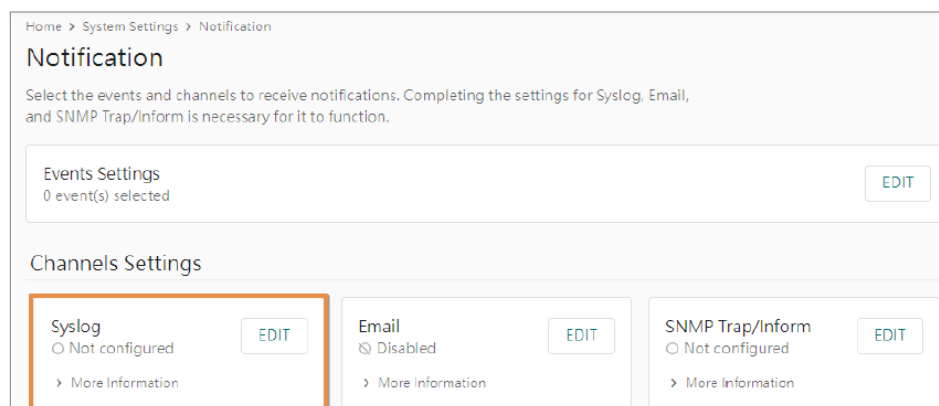 Home > System Settings > Notification
Notification
Select the events and channels to receive notifications. Completing the settings for Syslog, Email,
and SNMP Trap/Inform is necessary for it to function.
Events Settings
0 event(s) selected
EDIT
Channels Settings
Syslog
Not configured
EDIT
> More Information
Email
Disabled
EDIT
> More Information
SNMP Trap/Inform
Not configured
EDIT
> More Information